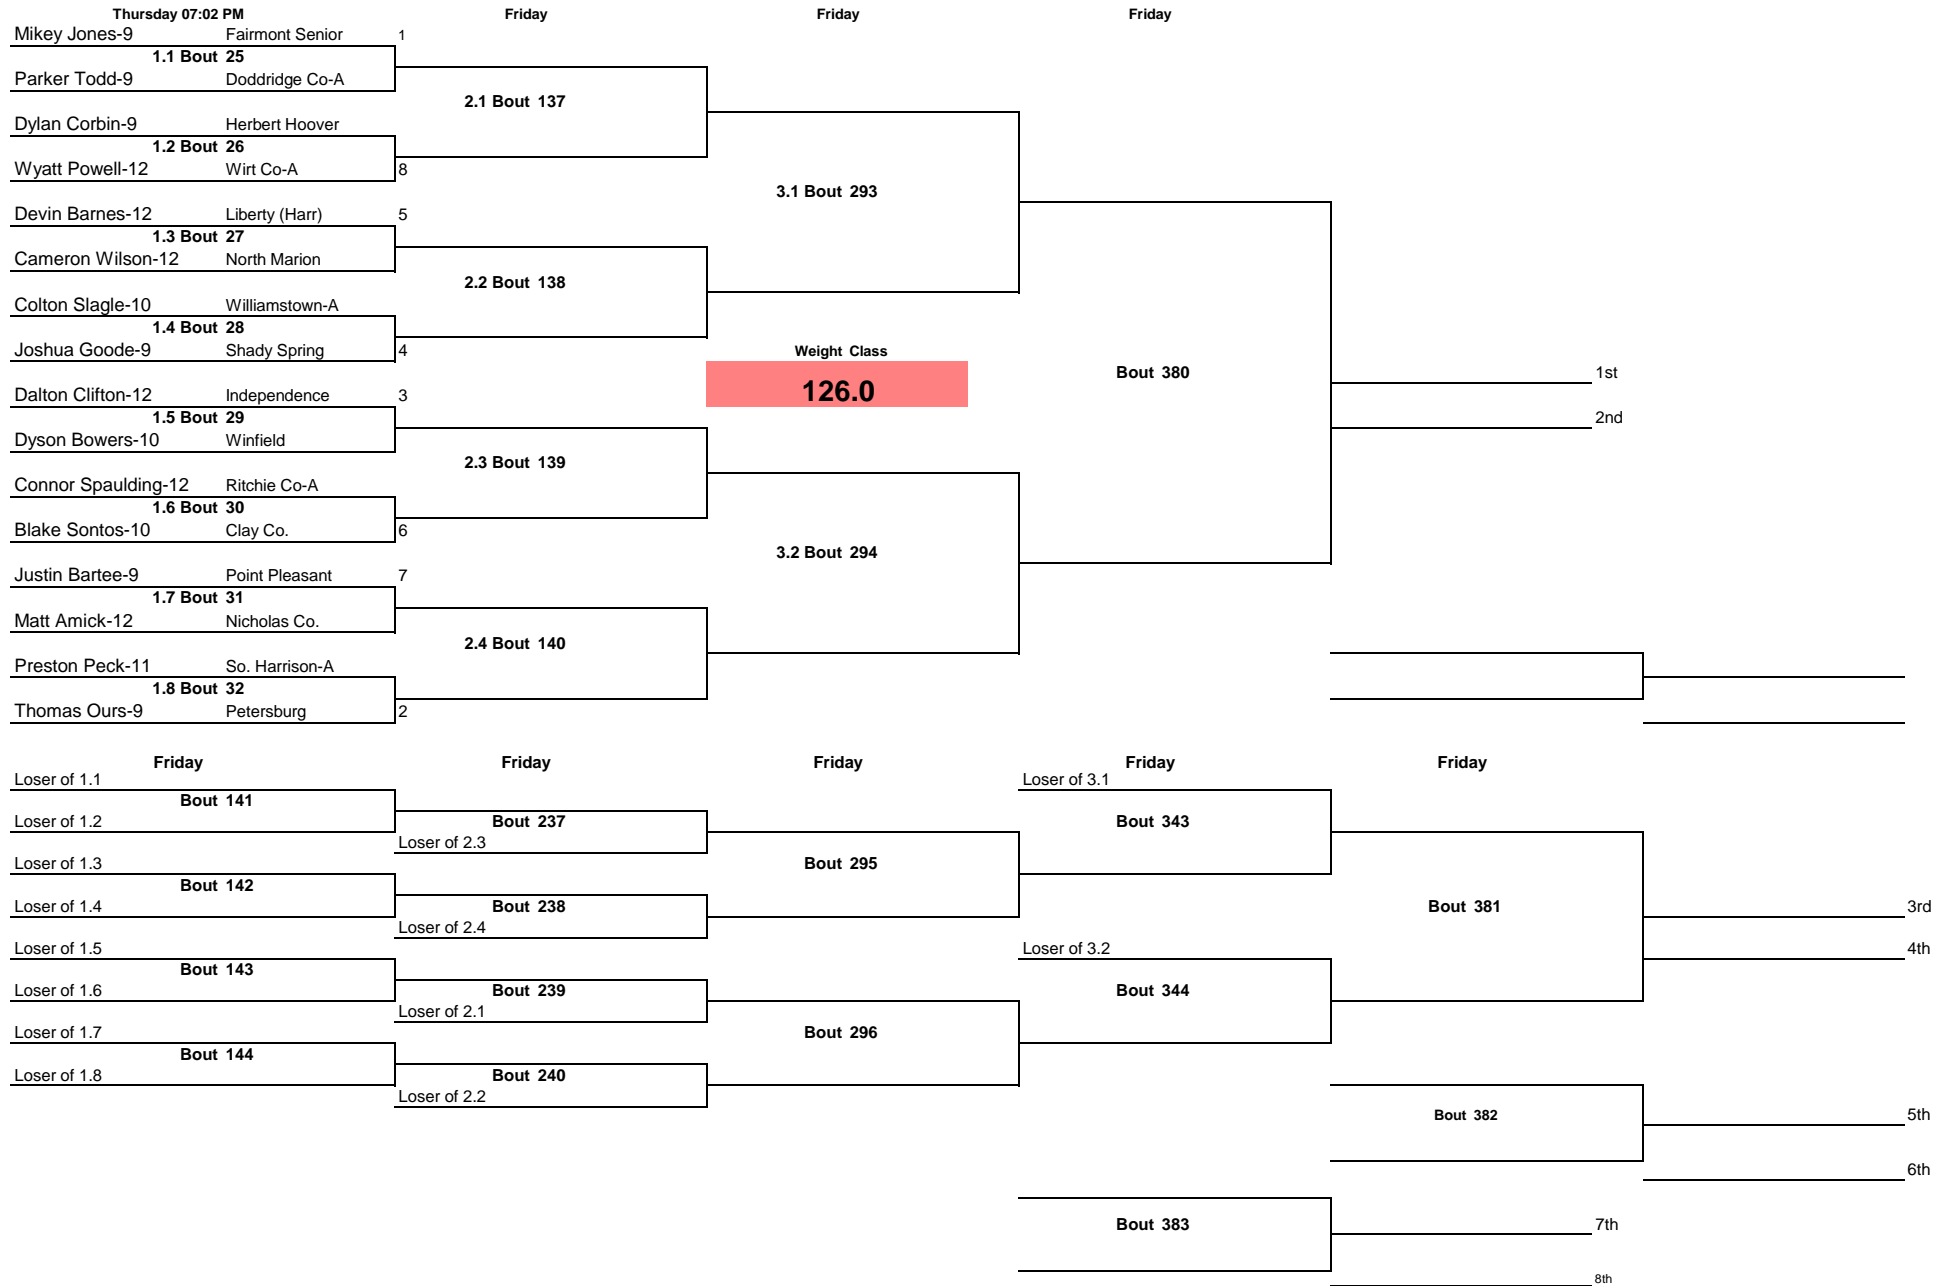 Thursday 07:02 PM Friday Friday Friday
Mikey Jones-9 Fairmont Senior 1
1.1 Bout 25
Parker Todd-9 Doddridge Co-A
2.1 Bout 137
Dylan Corbin-9 Herbert Hoover
1.2 Bout 26
Wyatt Powell-12 Wirt Co-A 8
3.1 Bout 293
Devin Barnes-12 Liberty (Harr) 5
1.3 Bout 27
Cameron Wilson-12 North Marion
2.2 Bout 138
Colton Slagle-10 Williamstown-A
1.4 Bout 28
Joshua Goode-9 Shady Spring 4
Weight Class
Bout 380 1st
126.0
Dalton Clifton-12 Independence 3
1.5 Bout 29 2nd
Dyson Bowers-10 Winfield
2.3 Bout 139
Connor Spaulding-12 Ritchie Co-A
1.6 Bout 30
Blake Sontos-10 Clay Co. 6
3.2 Bout 294
Justin Bartee-9 Point Pleasant 7
1.7 Bout 31
Matt Amick-12 Nicholas Co.
2.4 Bout 140
Preston Peck-11 So. Harrison-A
1.8 Bout 32
Thomas Ours-9 Petersburg 2
Friday Friday Friday Friday Friday
Loser of 1.1 Loser of 3.1
Bout 141
Loser of 1.2 Bout 237 Bout 343
Loser of 2.3
Loser of 1.3 Bout 295
Bout 142
Loser of 1.4 Bout 238 Bout 381 3rd
Loser of 2.4
Loser of 1.5 Loser of 3.2 4th
Bout 143
Loser of 1.6 Bout 239 Bout 344
Loser of 2.1
Loser of 1.7 Bout 296
Bout 144
Loser of 1.8 Bout 240
Loser of 2.2
Bout 382 5th
6th
Bout 383 7th
8th